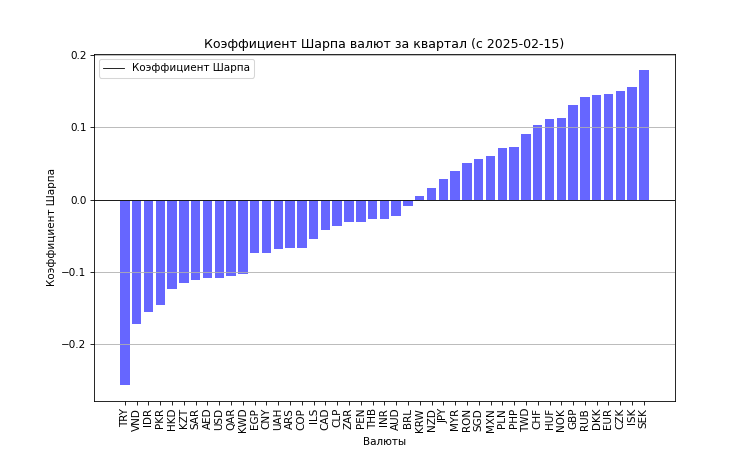 Коэффициент Шарпа валют за квартал (с 2025-02-15)
Коэффициент Шарпа
0.2
0.1
0.0
−0.1
−0.2
Коэффициент Шарпа
TRY
VND
IDR
PKR
HKD
KZT
SAR
AED
USD
QAR
KWD
EGP
CNY
UAH
ARS
COP
ILS
CAD
CLP
ZAR
PEN
THB
INR
AUD
BRL
KRW
NZD
JPY
MYR
RON
SGD
MXN
PLN
PHP
TWD
CHF
HUF
NOK
GBP
RUB
DKK
EUR
CZK
ISK
SEK
Валюты